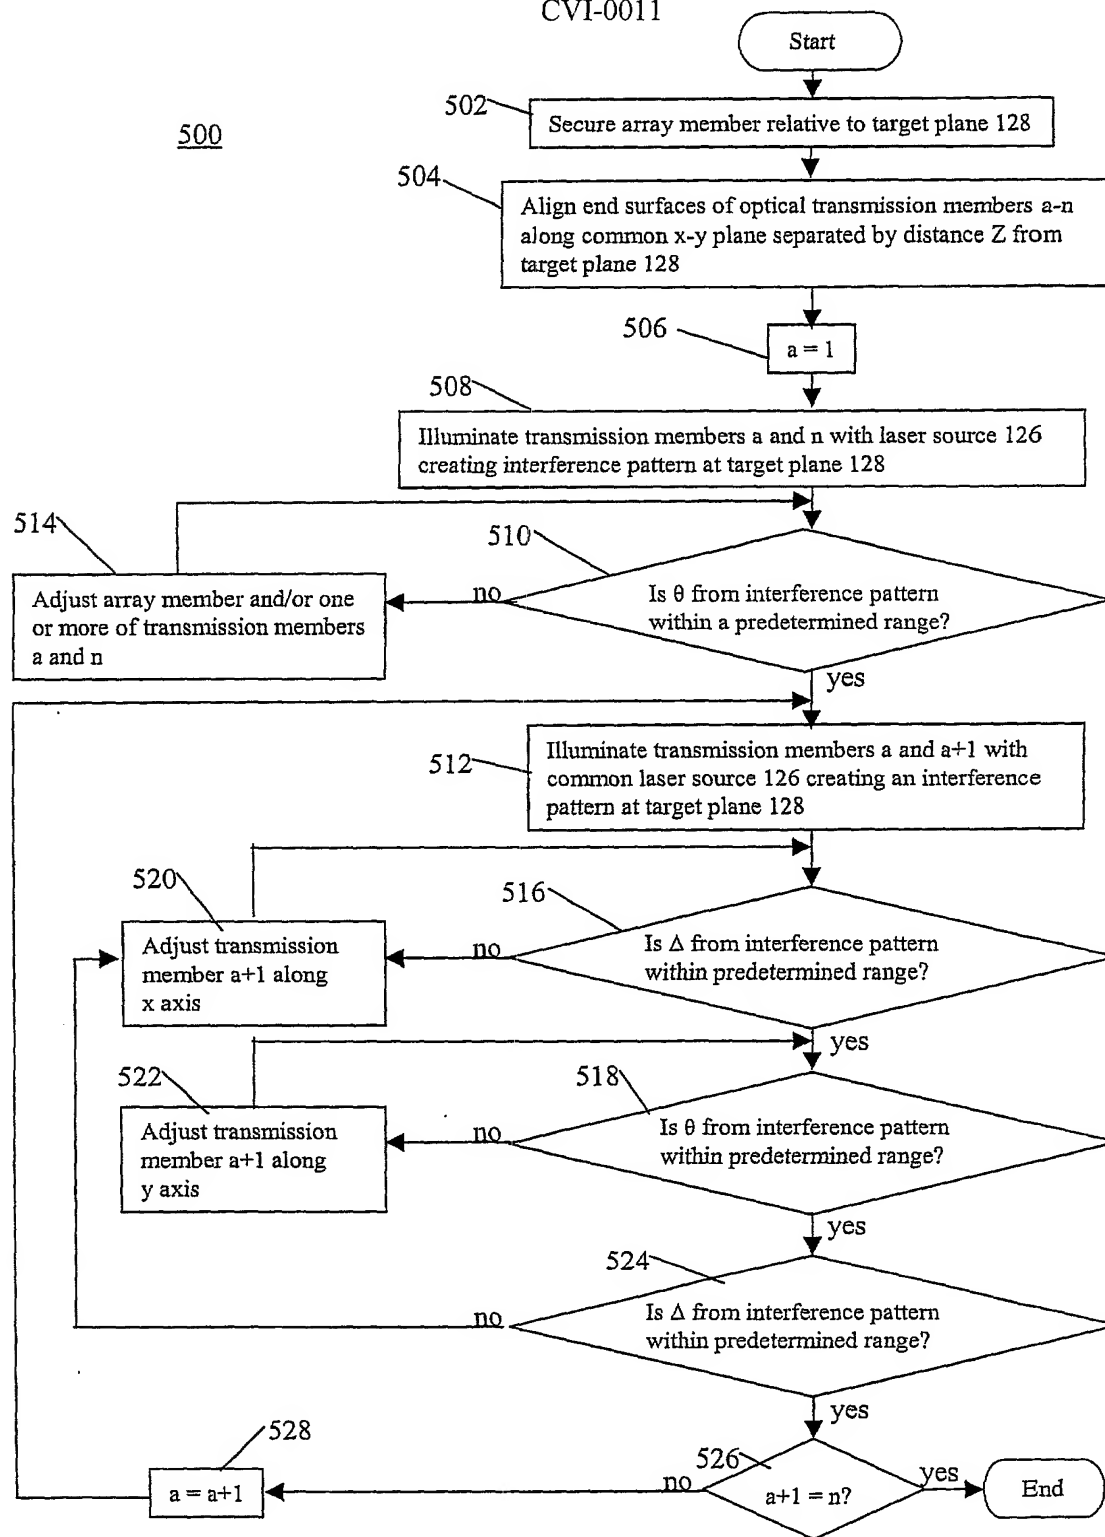 CVI-0011
Start
500
502
Secure array member relative to target plane 128
504
Align end surfaces of optical transmission members a-n
along common x-y plane separated by distance Z from
target plane 128
506
a = 1
508
Illuminate transmission members a and n with laser source 126
creating interference pattern at target plane 128
514
Adjust array member and/or one
or more of transmission members
a and n
510
no
Is θ from interference pattern
within a predetermined range?
yes
512
Illuminate transmission members a and a+1 with
common laser source 126 creating an interference
pattern at target plane 128
520
Adjust transmission
member a+1 along
x axis
516
no
Is Δ from interference pattern
within predetermined range?
yes
522
Adjust transmission
member a+1 along
y axis
518
no
Is θ from interference pattern
within predetermined range?
yes
524
no
Is Δ from interference pattern
within predetermined range?
yes
528
a = a+1
no
526
a+1 = n?
yes
End